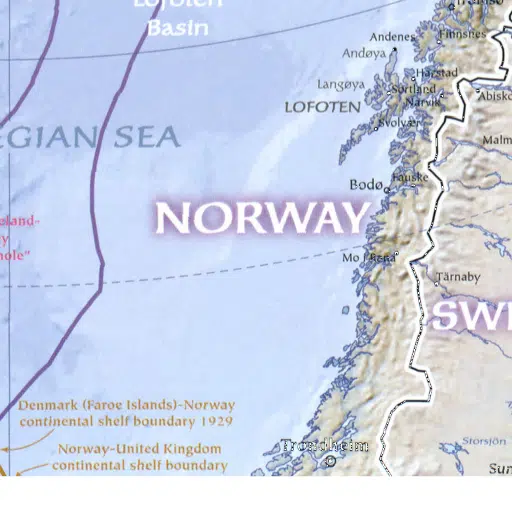 Lofoten
Basin
Andenes
Finnsnes
Andøya
Harstad
Langøya
Sortland
Abisko
LOFOTEN
Narvik
Svolvær
EGIAN SEA
Malm
Bodø
Fauske
NORWAY
eland-
y
hole"
Mo i Rana
Tärnaby
SWE
Denmark (Faroe Islands)-Norway
continental shelf boundary 1929
Norway-United Kingdom
continental shelf boundary
Trondheim
Storsjön
Sun